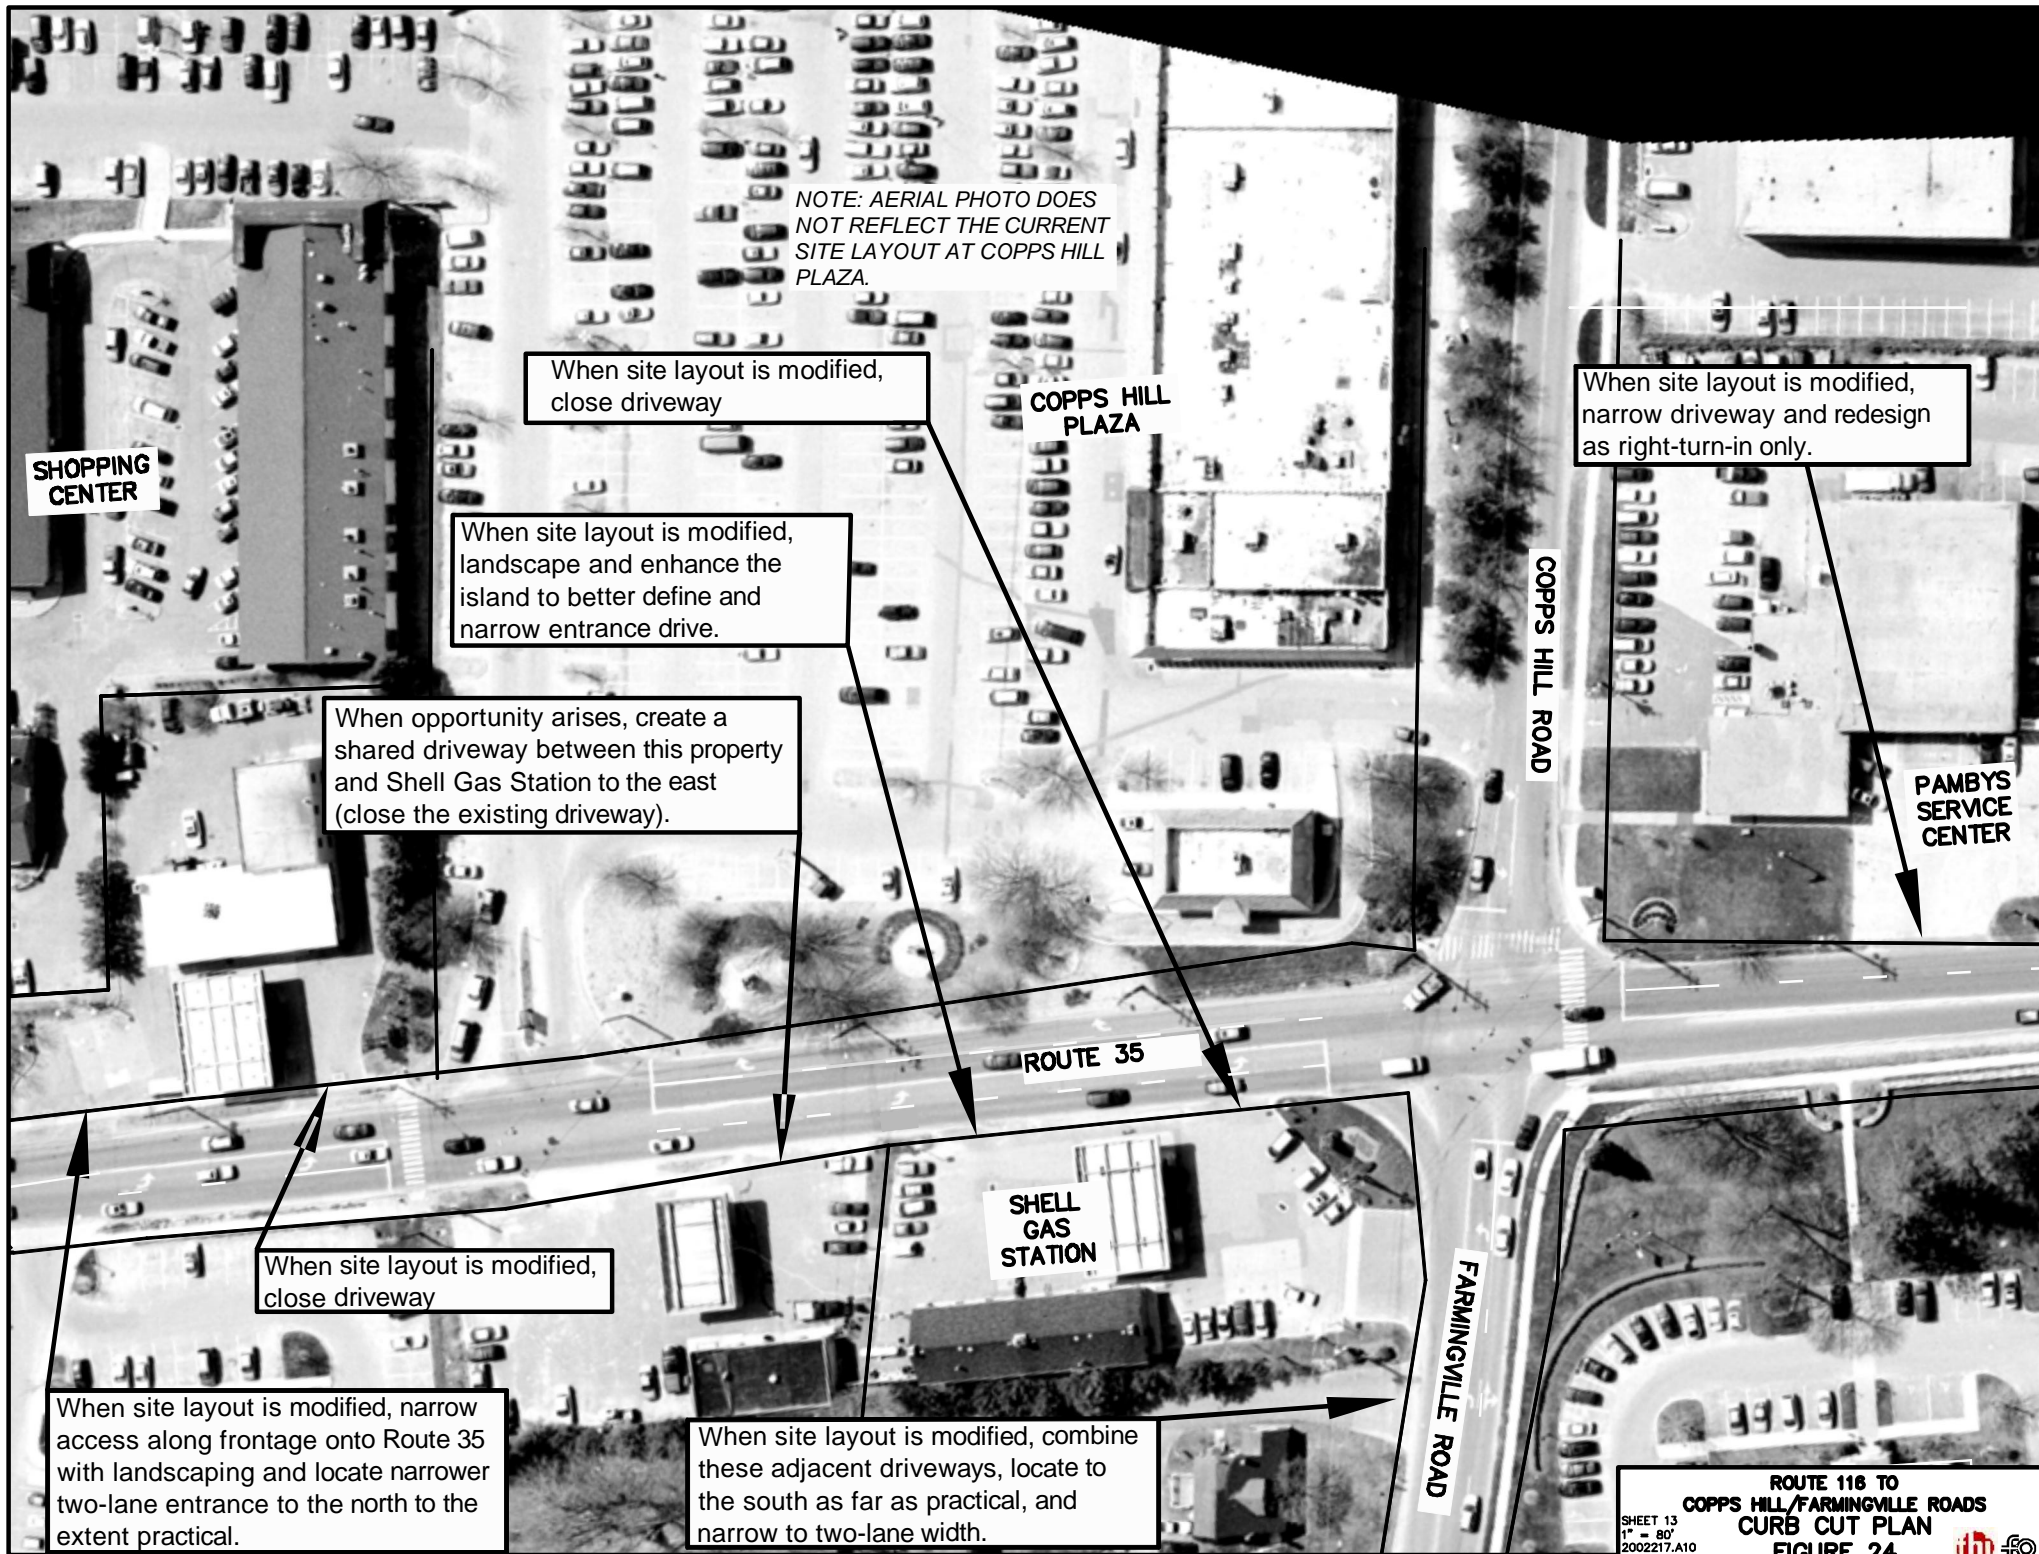 NOTE: AERIAL PHOTO DOES
NOT REFLECT THE CURRENT
SITE LAYOUT AT COPPS HILL
PLAZA.
When site layout is modified,
close driveway
COPPS HILL
PLAZA
When site layout is modified,
narrow driveway and redesign
as right-turn-in only.
SHOPPING
CENTER
When site layout is modified,
landscape and enhance the
island to better define and
narrow entrance drive.
COPPS HILL ROAD
When opportunity arises, create a
shared driveway between this property
and Shell Gas Station to the east
(close the existing driveway).
PAMBYS
SERVICE
CENTER
ROUTE 35
SHELL
GAS
STATION
When site layout is modified,
close driveway
FARMINGVILLE ROAD
When site layout is modified, narrow
access along frontage onto Route 35
with landscaping and locate narrower
two-lane entrance to the north to the
extent practical.
When site layout is modified, combine
these adjacent driveways, locate to
the south as far as practical, and
narrow to two-lane width.
ROUTE 116 TO
COPPS HILL/FARMINGVILLE ROADS
CURB CUT PLAN
FIGURE 24
SHEET 13
1" = 80'
2002217.A10